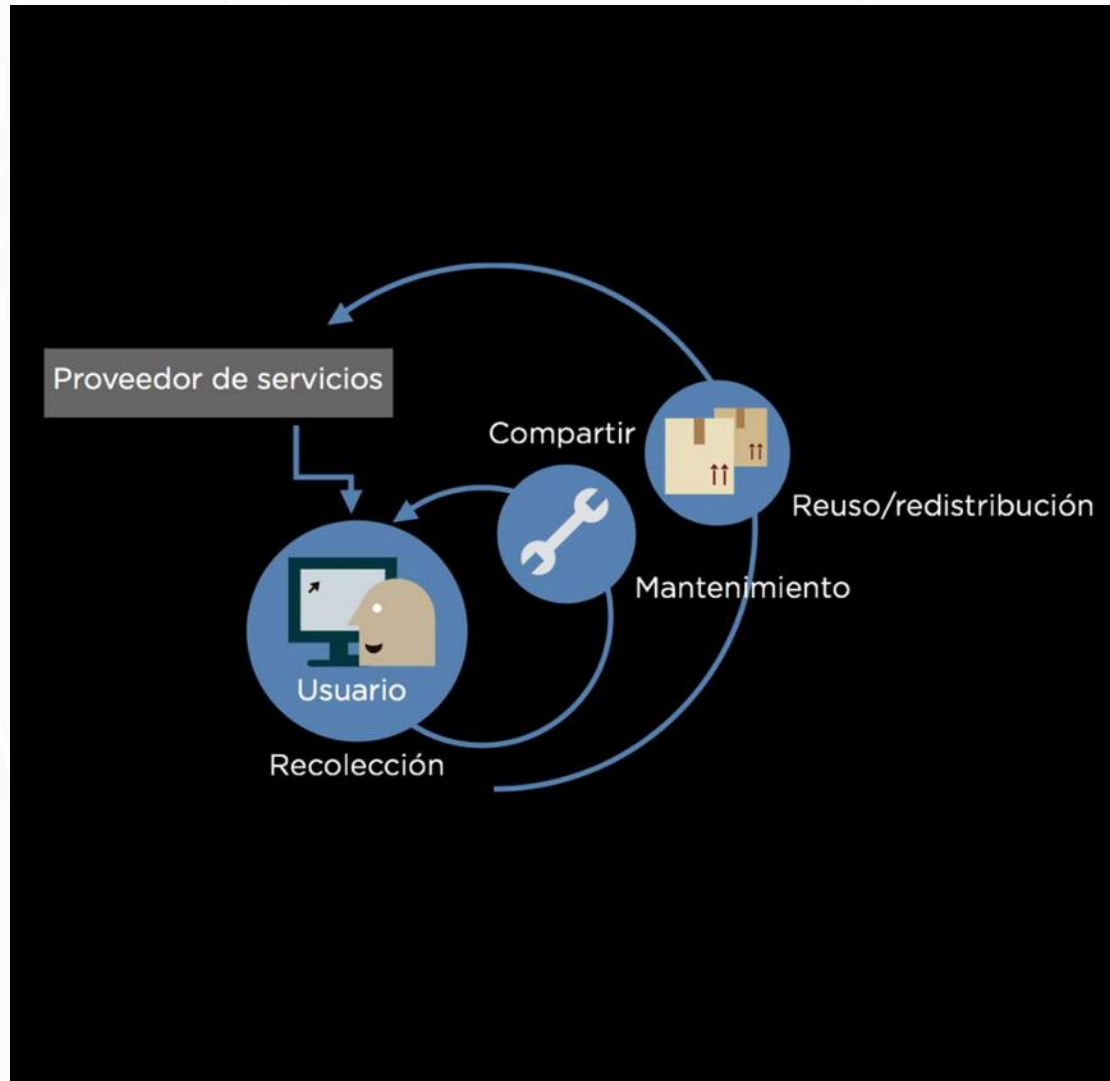 Proveedor de servicios
Compartir
Reuso/redistribución
Mantenimiento
Usuario
Recolección